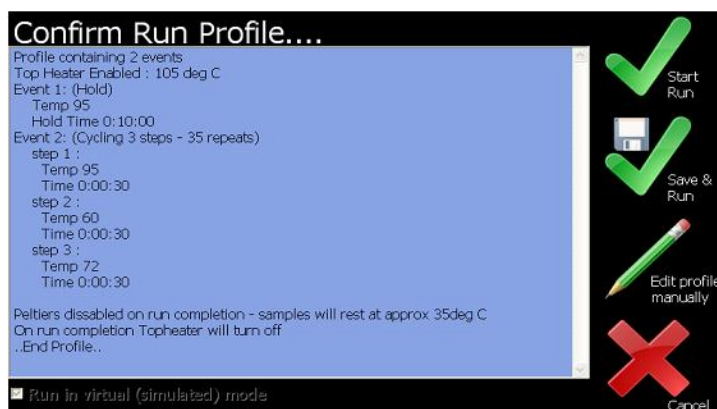 Confirm Run Profile....
Profile containing 2 events
Top Heater Enabled : 105 deg C
Event 1: (Hold)
Temp 95
Hold Time 0:10:00
Event 2: (Cycling 3 steps - 35 repeats)
step 1 :
Temp 95
Time 0:00:30
step 2 :
Temp 60
Time 0:00:30
step 3 :
Temp 72
Time 0:00:30
Peltiers dissabled on run completion - samples will rest at approx 35deg C
On run completion Topheater will turn off
..End Profile..
Run in virtual (simulated) mode
Start
Run
Save &
Run
Edit profile
manually
Cancel